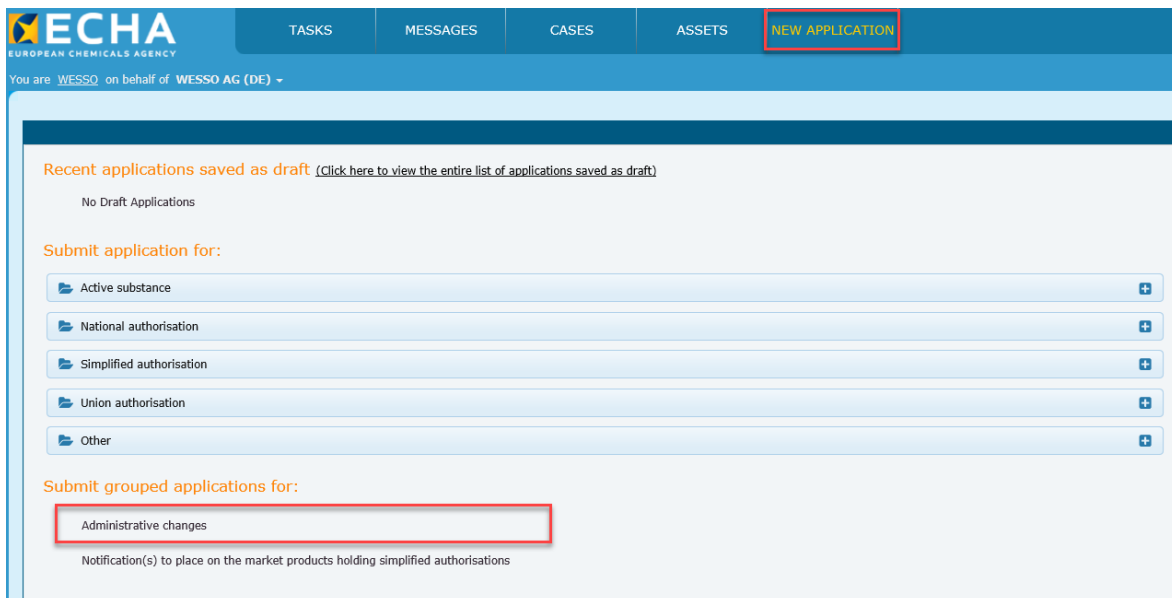 ECHA
EUROPEAN CHEMICALS AGENCY
TASKS MESSAGES CASES ASSETS NEW APPLICATION
You are WESSO on behalf of WESSO AG (DE)
Recent applications saved as draft (Click here to view the entire list of applications saved as draft)
No Draft Applications
Submit application for:
Active substance
National authorisation
Simplified authorisation
Union authorisation
Other
Submit grouped applications for:
Administrative changes
Notification(s) to place on the market products holding simplified authorisations